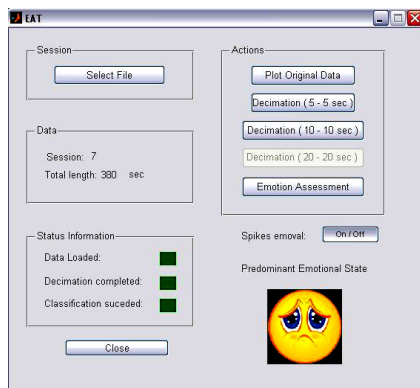 EAT
Session
Select File
Data
Session: 7
Total length: 380 sec
Status Information
Data Loaded:
Decimation completed:
Classification suceded:
Close
Actions
Plot Original Data
Decimation ( 5 - 5 sec )
Decimation ( 10 - 10 sec )
Decimation ( 20 - 20 sec )
Emotion Assessment
Spikes emoval: On / Off
Predominant Emotional State